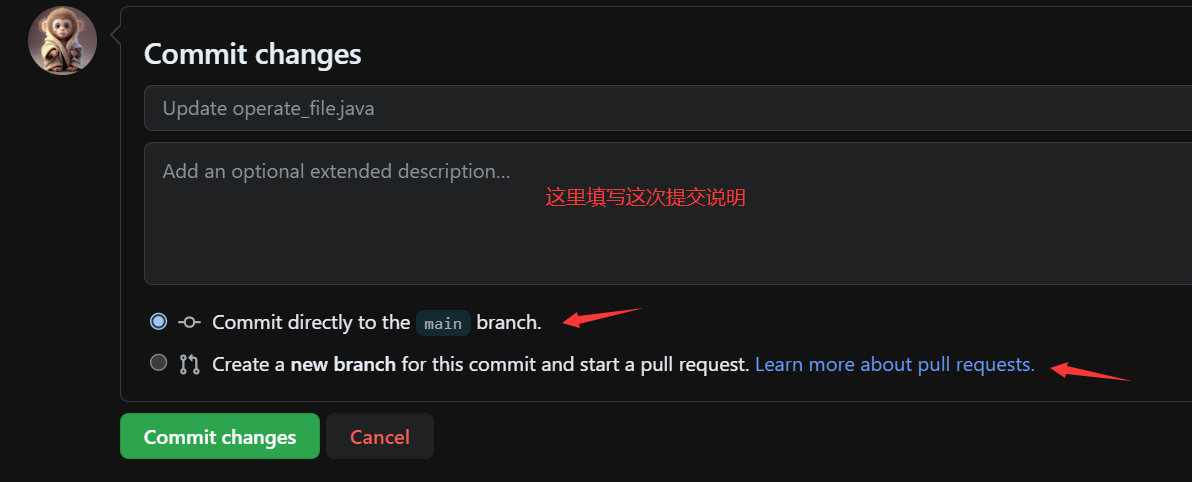 Commit changes
Update operate_file.java
Add an optional extended description...
这里填写这次提交说明
Commit directly to the main branch.
Create a new branch for this commit and start a pull request. Learn more about pull requests.
Commit changes Cancel